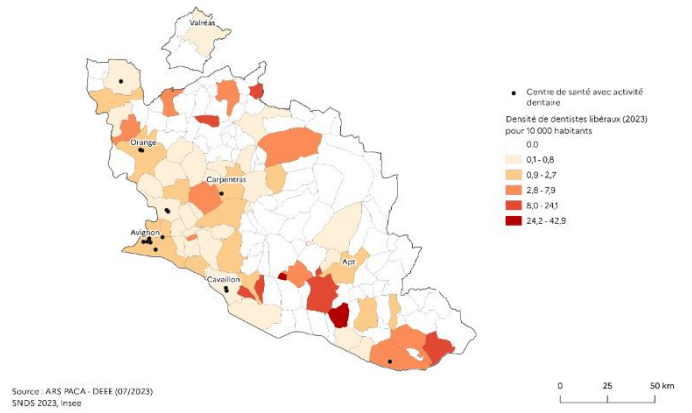 Valréas
Orange
Carpentras
Avignon
Apt
Cavaillon
Centre de santé avec activité
dentaire
Densité de dentistes libéraux (2023)
pour 10 000 habitants
0.0
0,1 - 0,8
0,9 - 2,7
2,8 - 7,9
8,0 - 24,1
24,2 - 42,9
Source : ARS PACA - DEEE (07/2023)
SNDS 2023, Insee
0 25 50 km